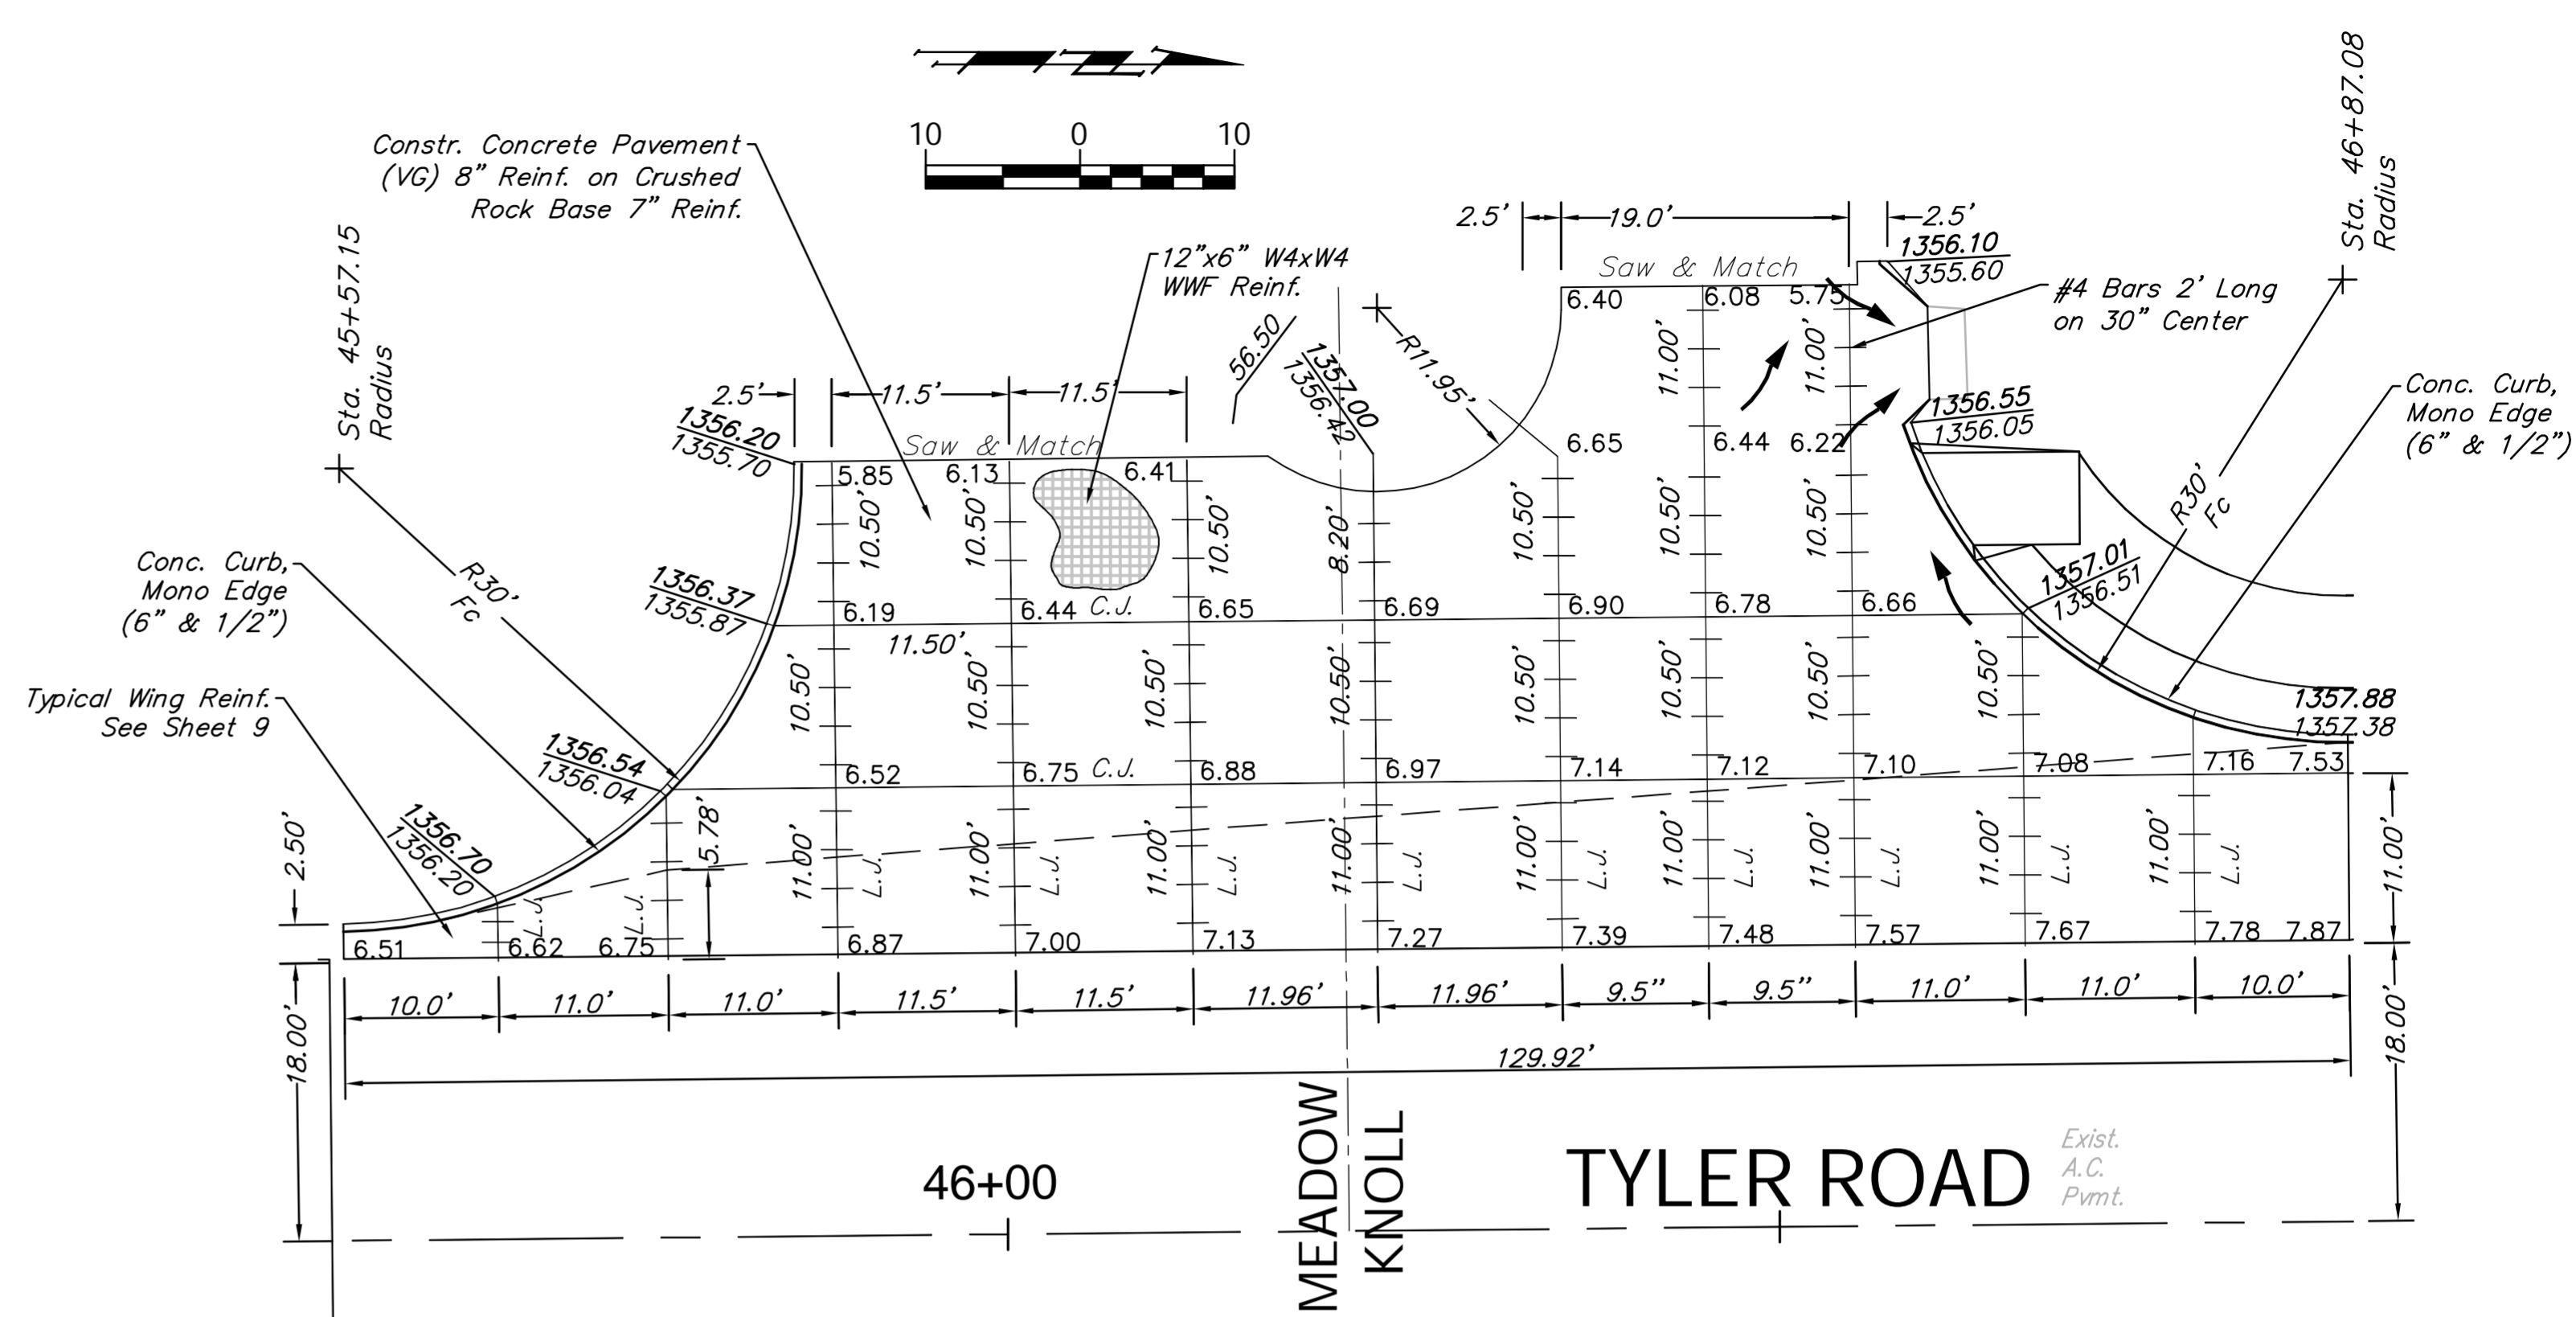 10 0 10
Sta. 46+87.08
Radius
Constr. Concrete Pavement
(VG) 8" Reinf. on Crushed
Rock Base 7" Reinf.
2.5' 19.0' 2.5'
Sta. 45+57.15
Radius
12"x6" W4xW4
WWF Reinf.
Saw & Match
1356.10
1355.60
#4 Bars 2' Long
on 30" Center
6.40 6.08 5.75
56.50
1357.00
1356.42
R11.95'
11.00' 11.00'
2.5' 11.5' 11.5'
Conc. Curb,
Mono Edge
(6" & 1/2")
1356.20
1355.70
Saw & Match
1356.55
1356.05
6.65 6.44 6.22
5.85 6.13 6.41
R30'
Fc
10.50' 10.50' 10.50' 8.20' 10.50' 10.50' 10.50'
Conc. Curb,
Mono Edge
(6" & 1/2")
R30'
Fc
1356.37
1355.87
1357.01
1356.51
6.19 6.44 C.J. 6.65 6.69 6.90 6.78 6.66
11.50'
10.50' 10.50' 10.50' 10.50' 10.50' 10.50' 10.50' 10.50'
Typical Wing Reinf.
See Sheet 9
1357.88
1357.38
1356.54
1356.04
6.52 6.75 C.J. 6.88 6.97 7.14 7.12 7.10 7.08 7.16 7.53
1356.70
1356.20
2.50' 5.78' 11.00' 11.00' 11.00' 11.00' 11.00' 11.00' 11.00' 11.00' 11.00' 11.00'
L.J. L.J. L.J. L.J. L.J. L.J. L.J. L.J. L.J. L.J. L.J.
6.51 6.62 6.75 6.87 7.00 7.13 7.27 7.39 7.48 7.57 7.67 7.78 7.87
18.00' 10.0' 11.0' 11.0' 11.5' 11.5' 11.96' 11.96' 9.5" 9.5" 11.0' 11.0' 10.0' 18.00'
129.92'
46+00
MEADOW
KNOLL
TYLER ROAD
Exist.
A.C.
Pvmt.